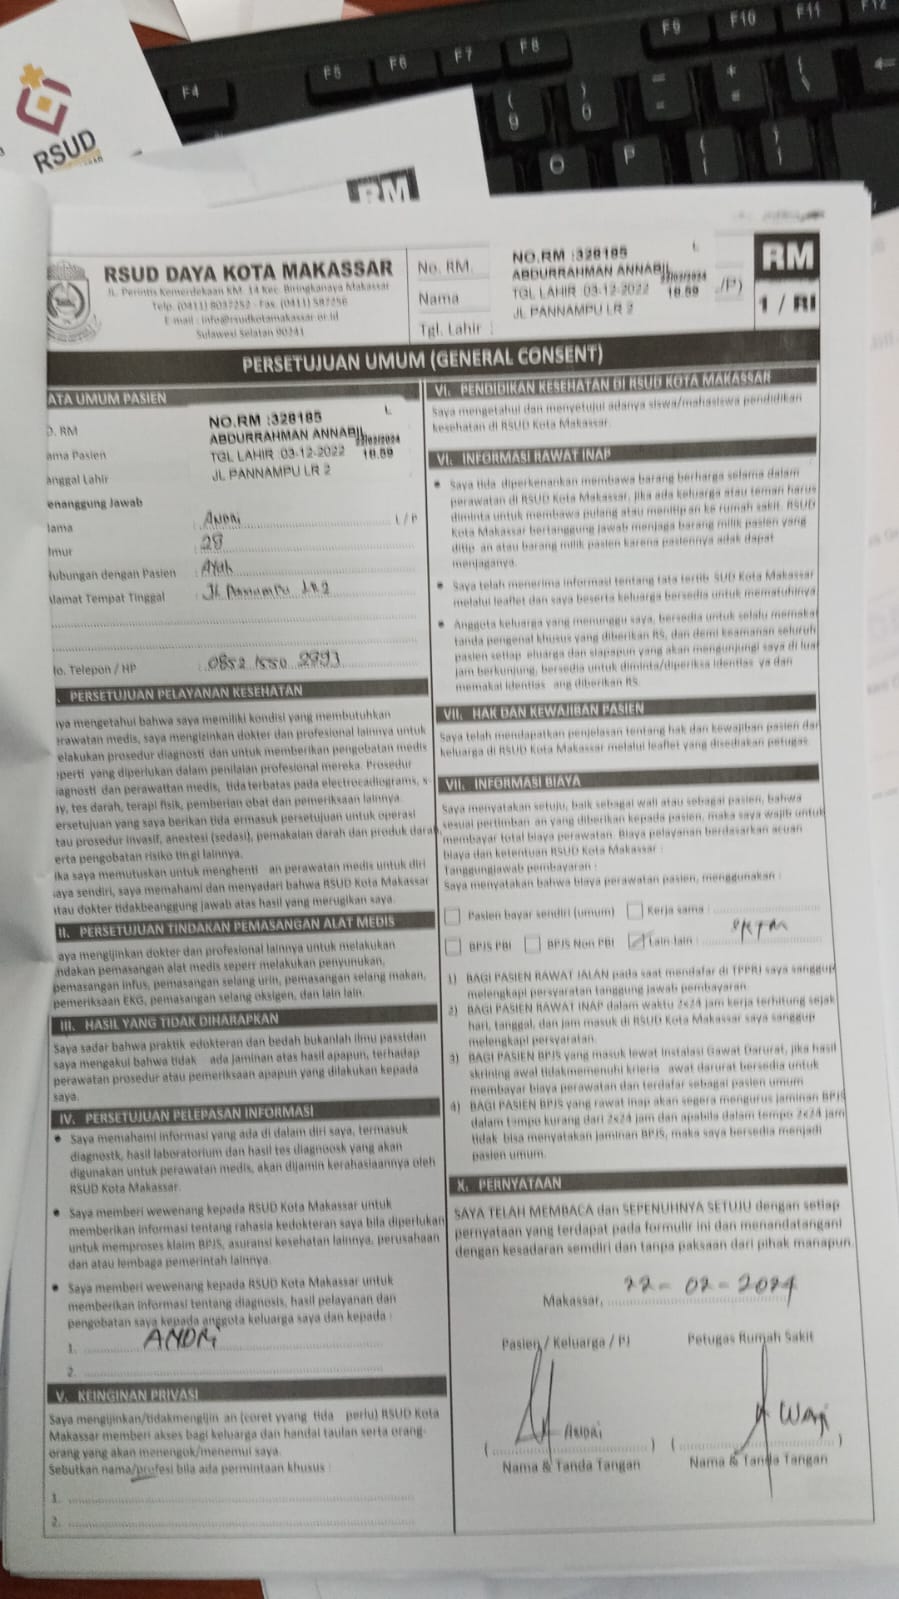 F4
F5
F6
F7
F8
F9
F10
F11
F12
9
0
O
P
RSUD
RM
RSUD DAYA KOTA MAKASSAR
Jl. Perintis Kemerdekaan KM. 14 Kec. Biringkanaya Makassar
Sulawesi Selatan 90241
No. RM.
Nama
Tgl. Lahir :
NO.RM :328185
L
ABDURRAHMAN ANNABIL
22/02/2024
TGL LAHIR :03-12-2022
18.59
/P)
JL PANNAMPU LR 2
RM
1 / RI
PERSETUJUAN UMUM (GENERAL CONSENT)
ATA UMUM PASIEN
NO.RM :328185
L
ABDURRAHMAN ANNABIL
22/02/2024
TGL LAHIR :03-12-2022
18.59
JL PANNAMPU LR 2
O. RM
ama Pasien
anggal Lahir
enanggung Jawab
lama : ANDRI L / P
lmur : 28
lubungan dengan Pasien : Ayah
lamat Tempat Tinggal : Jl Pannampu LR 2
lo. Telepon / HP : 0852 1550
. PERSETUJUAN PELAYANAN KESEHATAN
ya mengetahui bahwa saya memiliki kondisi yang membutuhkan
rawatan medis, saya mengizinkan dokter dan profesional lainnya untuk
elakukan prosedur diagnosti dan untuk memberikan pengobatan medis
perti yang diperlukan dalam penilaian profesional mereka. Prosedur
iagnosti dan perawattan medis, tida terbatas pada electrocadiograms, x-
ay, tes darah, terapi fisik, pemberian obat dan pemeriksaan lainnya.
ersetujuan yang saya berikan tida ermasuk persetujuan untuk operasi
tau prosedur invasif, anestesi (sedasi), pemakaian darah dan produk darah,
erta pengobatan risiko tin gi lainnya.
ika saya memutuskan untuk menghenti an perawatan medis untuk diri
aya sendiri, saya memahami dan menyadari bahwa RSUD Kota Makassar
atau dokter tidakbeanggung jawab atas hasil yang merugikan saya.
II. PERSETUJUAN TINDAKAN PEMASANGAN ALAT MEDIS
aya mengijinkan dokter dan profesional lainnya untuk melakukan
ndakan pemasangan alat medis seperr melakukan penyunukan,
pemasangan infus, pemasangan selang urin, pemasangan selang makan,
pemeriksaan EKG, pemasangan selang oksigen, dan lain lain.
III. HASIL YANG TIDAK DIHARAPKAN
Saya sadar bahwa praktik edokteran dan bedah bukanlah ilmu passtdan
saya mengakui bahwa tidak ada jaminan atas hasil apapun, terhadap
perawatan prosedur atau pemeriksaan apapun yang dilakukan kepada
saya.
IV. PERSETUJUAN PELEPASAN INFORMASI
• Saya memahami informasi yang ada di dalam diri saya, termasuk
diagnostk, hasil laboratorium dan hasil tes diagnoosk yang akan
digunakan untuk perawatan medis, akan dijamin kerahasiaannya oleh
RSUD Kota Makassar.
• Saya memberi wewenang kepada RSUD Kota Makassar untuk
memberikan informasi tentang rahasia kedokteran saya bila diperlukan
untuk memproses klaim BPJS, asuransi kesehatan lainnya, perusahaan
dan atau lembaga pemerintah lainnya.
• Saya memberi wewenang kepada RSUD Kota Makassar untuk
memberikan informasi tentang diagnosis, hasil pelayanan dan
pengobatan saya kepada anggota keluarga saya dan kepada :
1. ANDRI
2.
V. KEINGINAN PRIVASI
Saya mengijinkan/tidakmengijin an (coret yyang tida perlu) RSUD Kota
Makassar memberi akses bagi keluarga dan handai taulan serta orang-
orang yang akan menengok/menemui saya.
Sebutkan nama/profesi bila ada permintaan khusus :
1.
2.
VI. PENDIDIKAN KESEHATAN DI RSUD KOTA MAKASSAR
Saya mengetahui dan menyetujui adanya siswa/mahasiswa pendidikan
kesehatan di RSUD Kota Makassar.
VI. INFORMASI RAWAT INAP
• Saya tida diperkenankan membawa barang berharga selama dalam
perawatan di RSUD Kota Makassar, Jika ada keluarga atau teman harus
diminta untuk membawa pulang atau menitip an ke rumah sakit. RSUD
Kota Makassar bertanggung jawab menjaga barang milik pasien yang
ditip an atau barang milik pasien karena pasiennya adak dapat
menjaganya.
• Saya telah menerima informasi tentang tata tertib SUD Kota Makassar
melalui leaflet dan saya beserta keluarga bersedia untuk mematuhinya
• Anggota keluarga yang menunggu saya, bersedia untuk selalu memakai
tanda pengenal khusus yang diberikan RS, dan demi keamanan seluruh
pasien setiap eluarga dan siapapun yang akan mengunjungi saya di lua
jam berkunjung, bersedia untuk diminta/diperiksa identias ya dan
memakai identias ang diberikan RS.
VII. HAK DAN KEWAJIBAN PASIEN
Saya telah mendapatkan penjelasan tentang hak dan kewajiban pasien dan
keluarga di RSUD Kota Makassar melalui leaflet yang disediakan petugas.
VII. INFORMASI BIAYA
Saya menyatakan setuju, baik sebagai wali atau sebagai pasien, bahwa
sesuai pertimban an yang diberikan kepada pasien, maka saya wajib untuk
membayar total biaya perawatan. Biaya pelayanan berdasarkan acuan
biaya dan ketentuan RSUD Kota Makassar :
Tanggungjawab pembayaran :
Saya menyatakan bahwa biaya perawatan pasien, menggunakan :
Pasien bayar sendiri (umum) Kerja sama :
BPJS PBI BPJS Non PBI Lain-lain : SKTM
1) BAGI PASIEN RAWAT JALAN pada saat mendafar di TPPRJ saya sanggup
melengkapi persyaratan tanggung jawab pembayaran.
2) BAGI PASIEN RAWAT INAP dalam waktu 2x24 jam kerja terhitung sejak
hari, tanggal, dan jam masuk di RSUD Kota Makassar saya sanggup
melengkapi persyaratan.
3) BAGI PASIEN BPJS yang masuk lewat Instalasi Gawat Darurat, jika hasil
skrining awal tidakmemenuhi krieria awat darurat bersedia untuk
membayar biaya perawatan dan terdafar sebagai pasien umum
4) BAGI PASIEN BPJS yang rawat inap akan segera mengurus jaminan BPJS
dalam tampo kurang dari 2x24 jam dan apabila dalam tempo 2x24 jam
tidak bisa menyatakan jaminan BPJS, maka saya bersedia menjadi
pasien umum.
X. PERNYATAAN
SAYA TELAH MEMBACA dan SEPENUHNYA SETUJU dengan setiap
pernyataan yang terdapat pada formulir ini dan menandatangani
dengan kesadaran semdiri dan tanpa paksaan dari pihak manapun.
Makassar, 22 - 02 - 2024
Pasien / Keluarga / PJ
Petugas Rumah Sakit
( ANDRI )
( )
Nama & Tanda Tangan
Nama & Tanda Tangan